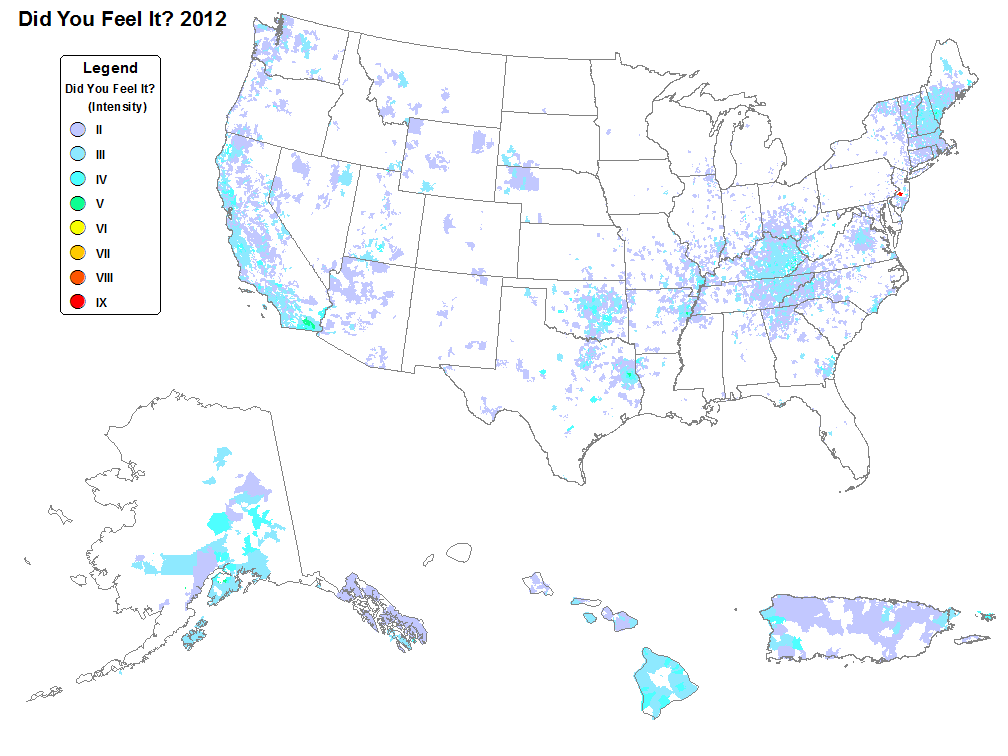 Did You Feel It? 2012
Legend
Did You Feel It?
(Intensity)
II
III
IV
V
VI
VII
VIII
IX